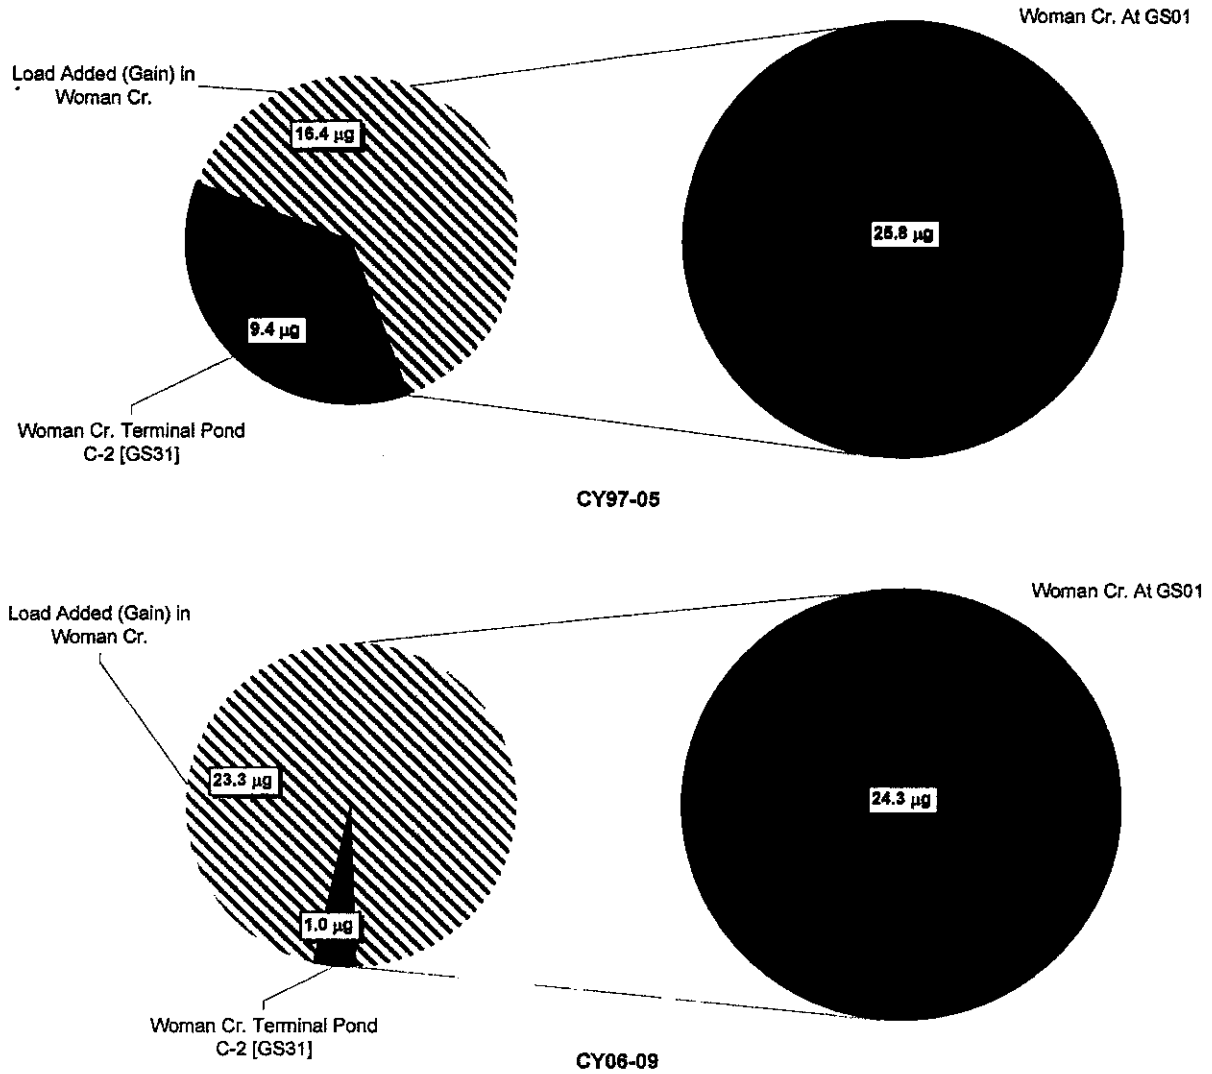 Woman Cr. At GS01
Load Added (Gain) in
Woman Cr.
16.4 µg
25.8 µg
9.4 µg
Woman Cr. Terminal Pond
C-2 [GS31]
CY97-05
Woman Cr. At GS01
Load Added (Gain) in
Woman Cr.
23.3 µg
24.3 µg
1.0 µg
Woman Cr. Terminal Pond
C-2 [GS31]
CY06-09